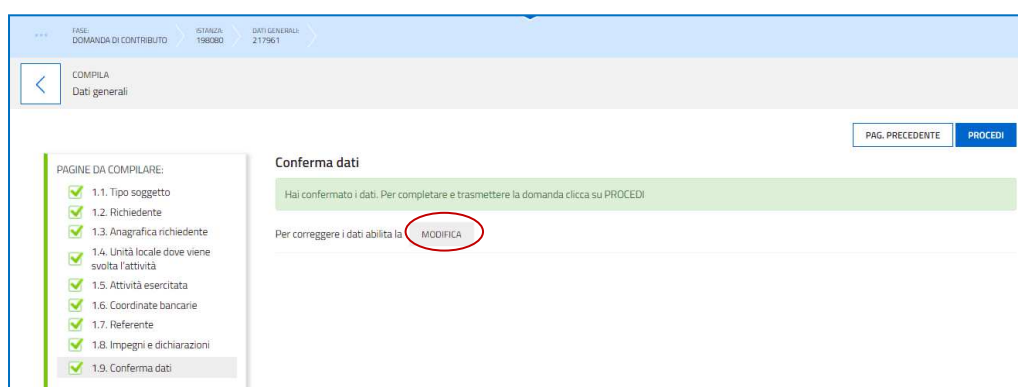 FASE:
DOMANDA DI CONTRIBUTO
ISTANZA:
198080
DATI GENERALI:
217961
COMPILA
Dati generali
PAG. PRECEDENTE
PROCEDI
PAGINE DA COMPILARE:
1.1. Tipo soggetto
1.2. Richiedente
1.3. Anagrafica richiedente
1.4. Unità locale dove viene
svolta l'attività
1.5. Attività esercitata
1.6. Coordinate bancarie
1.7. Referente
1.8. Impegni e dichiarazioni
1.9. Conferma dati
Conferma dati
Hai confermato i dati. Per completare e trasmettere la domanda clicca su PROCEDI
Per correggere i dati abilita la MODIFICA